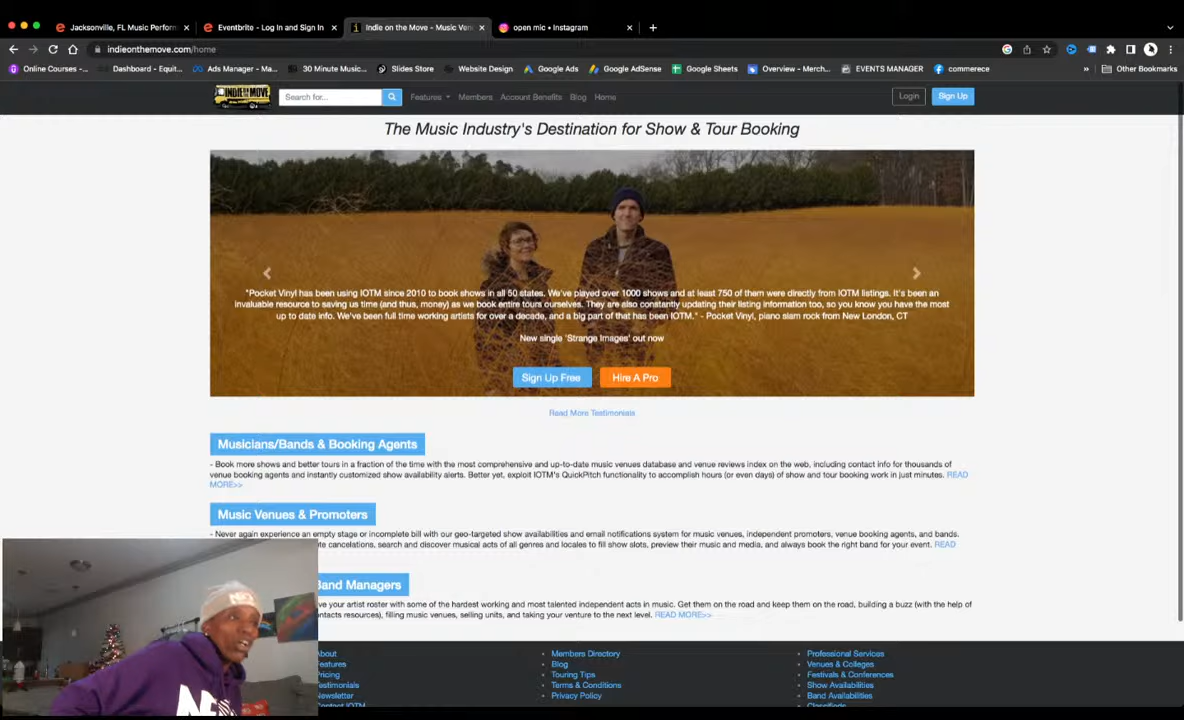 Jacksonville, FL Music Perform
Eventbrite - Log In and Sign In
Indie on the Move - Music Ven
open mic • Instagram
indieonthemove.com/home
Online Courses -...
Dashboard - Equit...
Ads Manager - Ma...
30 Minute Music...
Slides Store
Website Design
Google Ads
Google AdSense
Google Sheets
Overview - Merch...
EVENTS MANAGER
commerece
»
Other Bookmarks
Search for...
Features
Members
Account Benefits
Blog
Home
Login
Sign Up
The Music Industry's Destination for Show & Tour Booking
"Pocket Vinyl has been using IOTM since 2010 to book shows in all 50 states. We've played over 1000 shows and at least 750 of them were directly from IOTM listings. It's been an
invaluable resource to saving us time (and thus, money) as we book entire tours ourselves. They are also constantly updating their listing information too, so you know you have the most
up to date info. We've been full time working artists for over a decade, and a big part of that has been IOTM." - Pocket Vinyl, piano slam rock from New London, CT
New single 'Strange Images' out now
Sign Up Free
Hire A Pro
Read More Testimonials
Musicians/Bands & Booking Agents
- Book more shows and better tours in a fraction of the time with the most comprehensive and up-to-date music venues database and venue reviews index on the web, including contact info for thousands of
venue booking agents and instantly customized show availability alerts. Better yet, exploit IOTM's QuickPitch functionality to accomplish hours (or even days) of show and tour booking work in just minutes. READ
MORE>>
Music Venues & Promoters
- Never again experience an empty stage or incomplete bill with our geo-targeted show availabilities and email notifications system for music venues, independent promoters, venue booking agents, and bands.
cancelations, search and discover musical acts of all genres and locales to fill show slots, preview their music and media, and always book the right band for your event. READ
Band Managers
your artist roster with some of the hardest working and most talented independent acts in music. Get them on the road and keep them on the road, building a buzz (with the help of
contacts resources), filling music venues, selling units, and taking your venture to the next level. READ MORE>>
About
Features
Pricing
Testimonials
Newsletter
Contact IOTM
Members Directory
Blog
Touring Tips
Terms & Conditions
Privacy Policy
Professional Services
Venues & Colleges
Festivals & Conferences
Show Availabilities
Band Availabilities
Classifieds